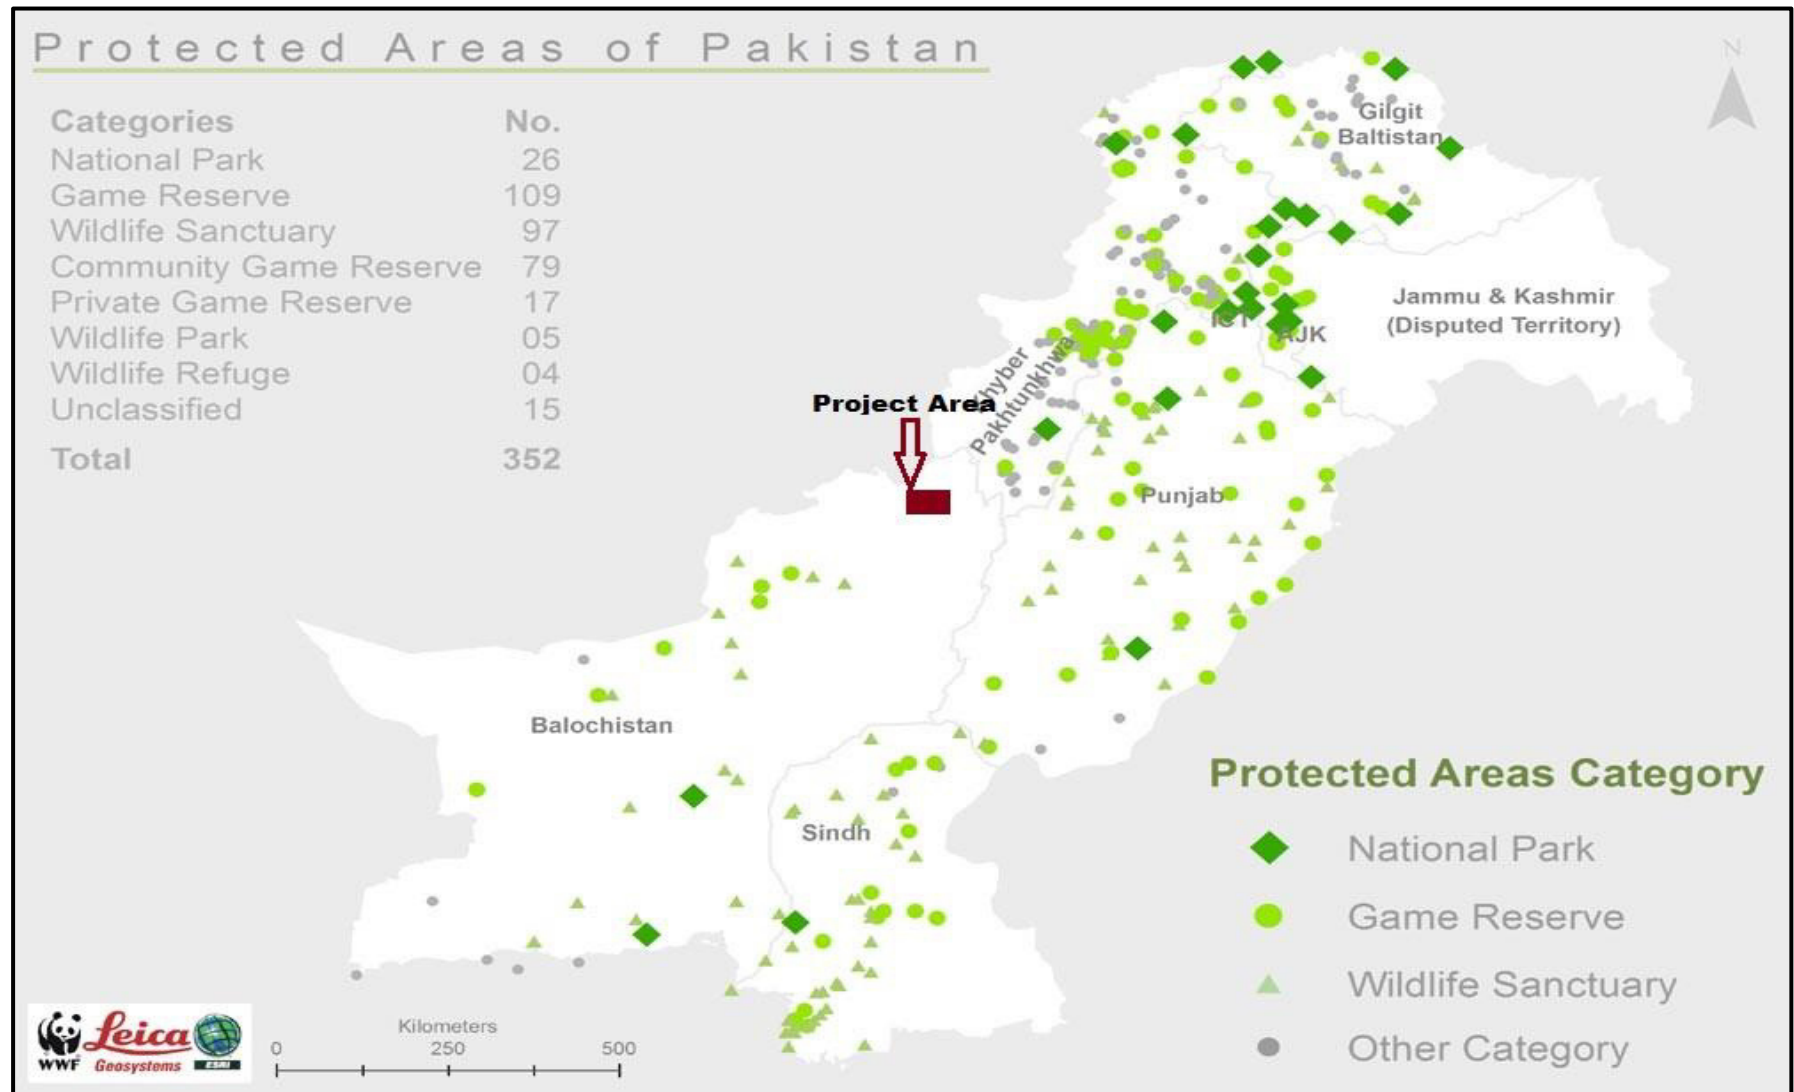 Protected Areas of Pakistan
N
Categories No.
National Park 26
Game Reserve 109
Wildlife Sanctuary 97
Community Game Reserve 79
Private Game Reserve 17
Wildlife Park 05
Wildlife Refuge 04
Unclassified 15
Total 352
Gilgit
Baltistan
Jammu & Kashmir
(Disputed Territory)
ICT
AJK
Khyber
Pakhtunkhwa
Project Area
Punjab
Balochistan
Sindh
Protected Areas Category
National Park
Game Reserve
Wildlife Sanctuary
Other Category
WWF
Leica
Geosystems
ESRI
Kilometers
0 250 500